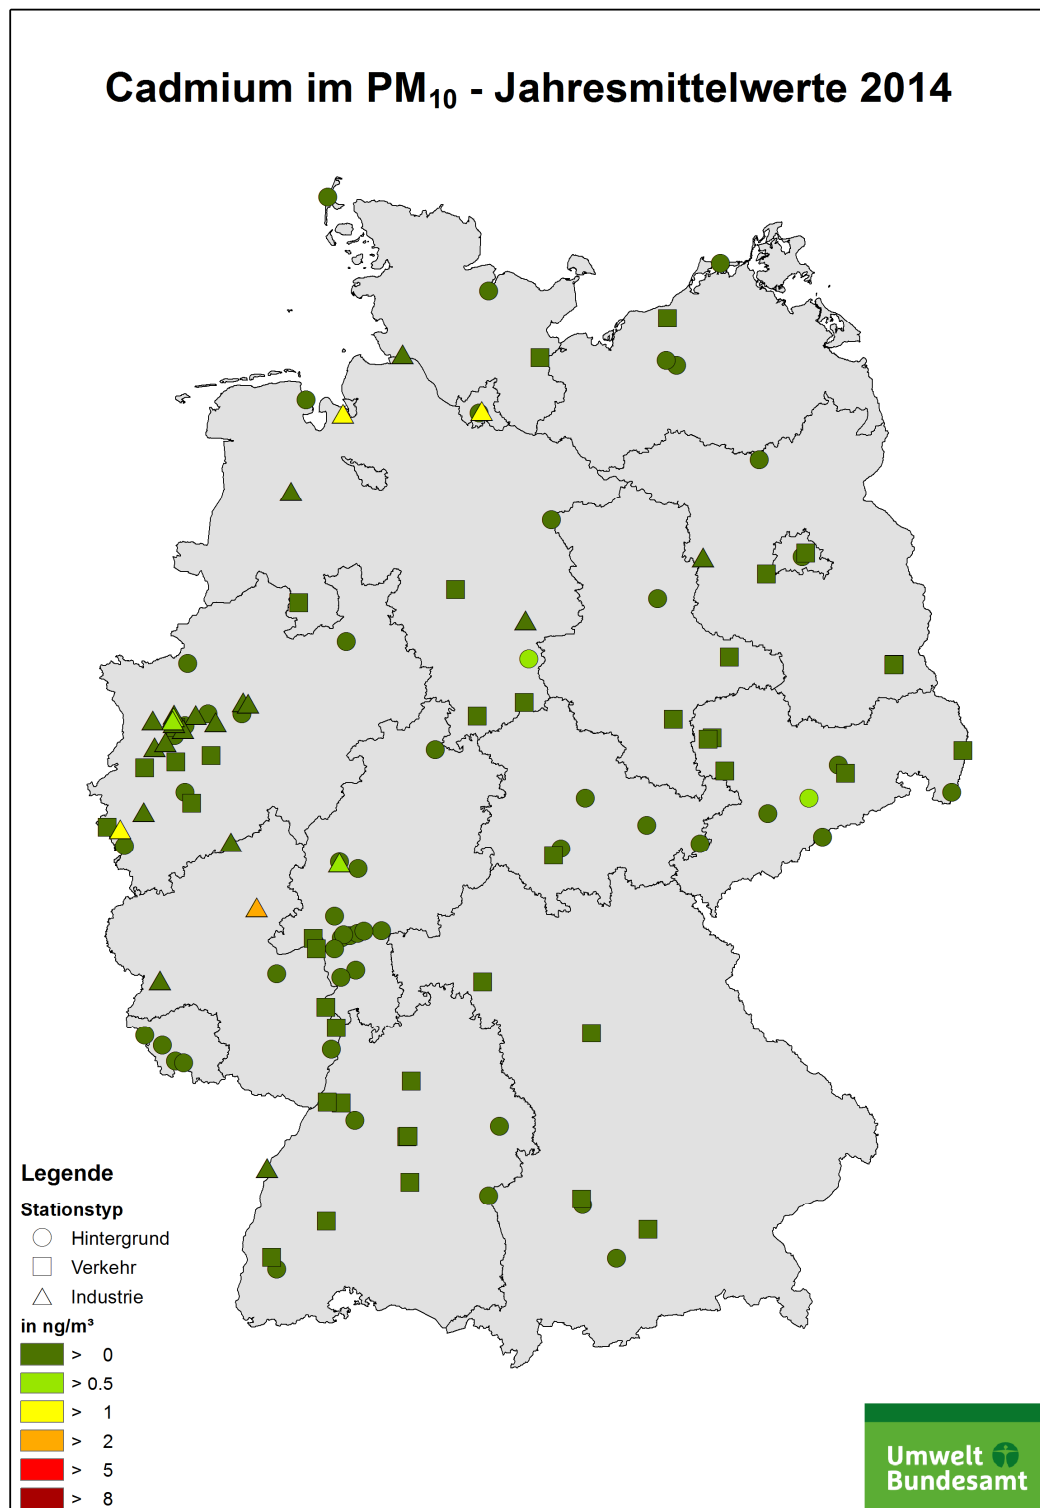 Cadmium im PM₁₀ - Jahresmittelwerte 2014
Legende
Stationstyp
Hintergrund
Verkehr
Industrie
in ng/m³
> 0
> 0.5
> 1
> 2
> 5
> 8
Umwelt
Bundesamt